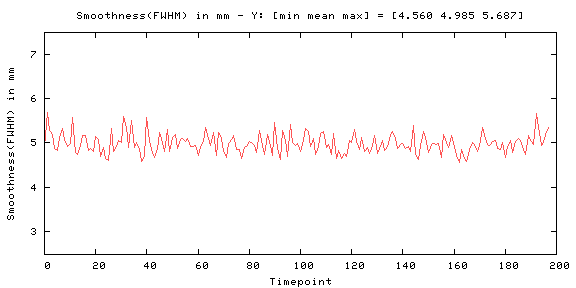 Smoothness(FWHM) in mm - Y: [min mean max] = [4.560 4.985 5.687]
Smoothness(FWHM) in mm
7
6
5
4
3
0 20 40 60 80 100 120 140 160 180 200
Timepoint